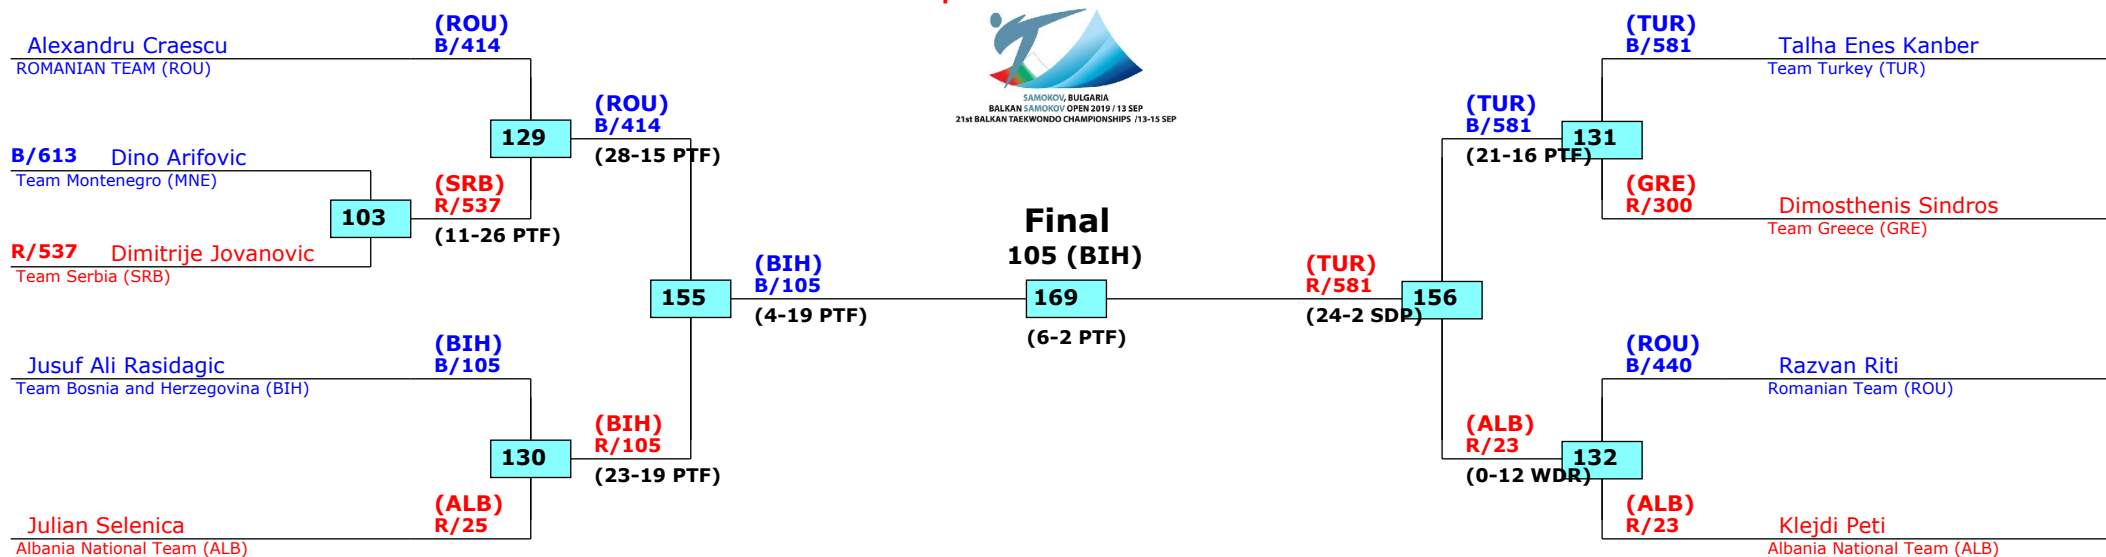 (ROU)
B/414
Alexandru Craescu
ROMANIAN TEAM (ROU)
129
(ROU)
B/414
(28-15 PTF)
B/613 Dino Arifovic
Team Montenegro (MNE)
103
(SRB)
R/537
(11-26 PTF)
R/537 Dimitrije Jovanovic
Team Serbia (SRB)
155
(BIH)
B/105
(4-19 PTF)
(BIH)
B/105
Jusuf Ali Rasidagic
Team Bosnia and Herzegovina (BIH)
130
(BIH)
R/105
(23-19 PTF)
(ALB)
R/25
Julian Selenica
Albania National Team (ALB)
SAMOKOV, BULGARIA
BALKAN SAMOKOV OPEN 2019 / 13 SEP
21st BALKAN TAEKWONDO CHAMPIONSHIPS /13-15 SEP
Final
105 (BIH)
169
(6-2 PTF)
(TUR)
R/581
(24-2 SDP)
156
(TUR)
B/581
(21-16 PTF)
131
(TUR)
B/581
Talha Enes Kanber
Team Turkey (TUR)
(GRE)
R/300
Dimosthenis Sindros
Team Greece (GRE)
(ALB)
R/23
(0-12 WDR)
132
(ROU)
B/440
Razvan Riti
Romanian Team (ROU)
(ALB)
R/23
Klejdi Peti
Albania National Team (ALB)